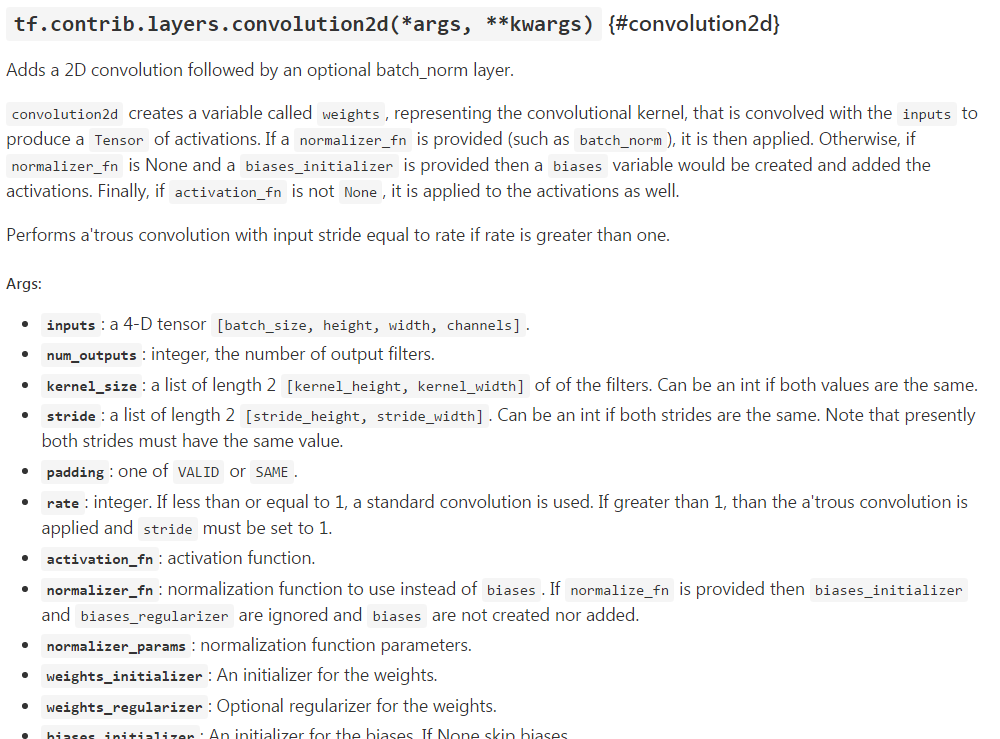 tf.contrib.layers.convolution2d(*args, **kwargs) {#convolution2d}
Adds a 2D convolution followed by an optional batch_norm layer.
convolution2d creates a variable called weights, representing the convolutional kernel, that is convolved with the inputs to
produce a Tensor of activations. If a normalizer_fn is provided (such as batch_norm), it is then applied. Otherwise, if
normalizer_fn is None and a biases_initializer is provided then a biases variable would be created and added the
activations. Finally, if activation_fn is not None, it is applied to the activations as well.
Performs a'trous convolution with input stride equal to rate if rate is greater than one.
Args:
• inputs: a 4-D tensor [batch_size, height, width, channels].
• num_outputs: integer, the number of output filters.
• kernel_size: a list of length 2 [kernel_height, kernel_width] of of the filters. Can be an int if both values are the same.
• stride: a list of length 2 [stride_height, stride_width]. Can be an int if both strides are the same. Note that presently
both strides must have the same value.
• padding: one of VALID or SAME.
• rate: integer. If less than or equal to 1, a standard convolution is used. If greater than 1, than the a'trous convolution is
applied and stride must be set to 1.
• activation_fn: activation function.
• normalizer_fn: normalization function to use instead of biases. If normalize_fn is provided then biases_initializer
and biases_regularizer are ignored and biases are not created nor added.
• normalizer_params: normalization function parameters.
• weights_initializer: An initializer for the weights.
• weights_regularizer: Optional regularizer for the weights.
• biases_initializer: An initializer for the biases. If None skip biases.